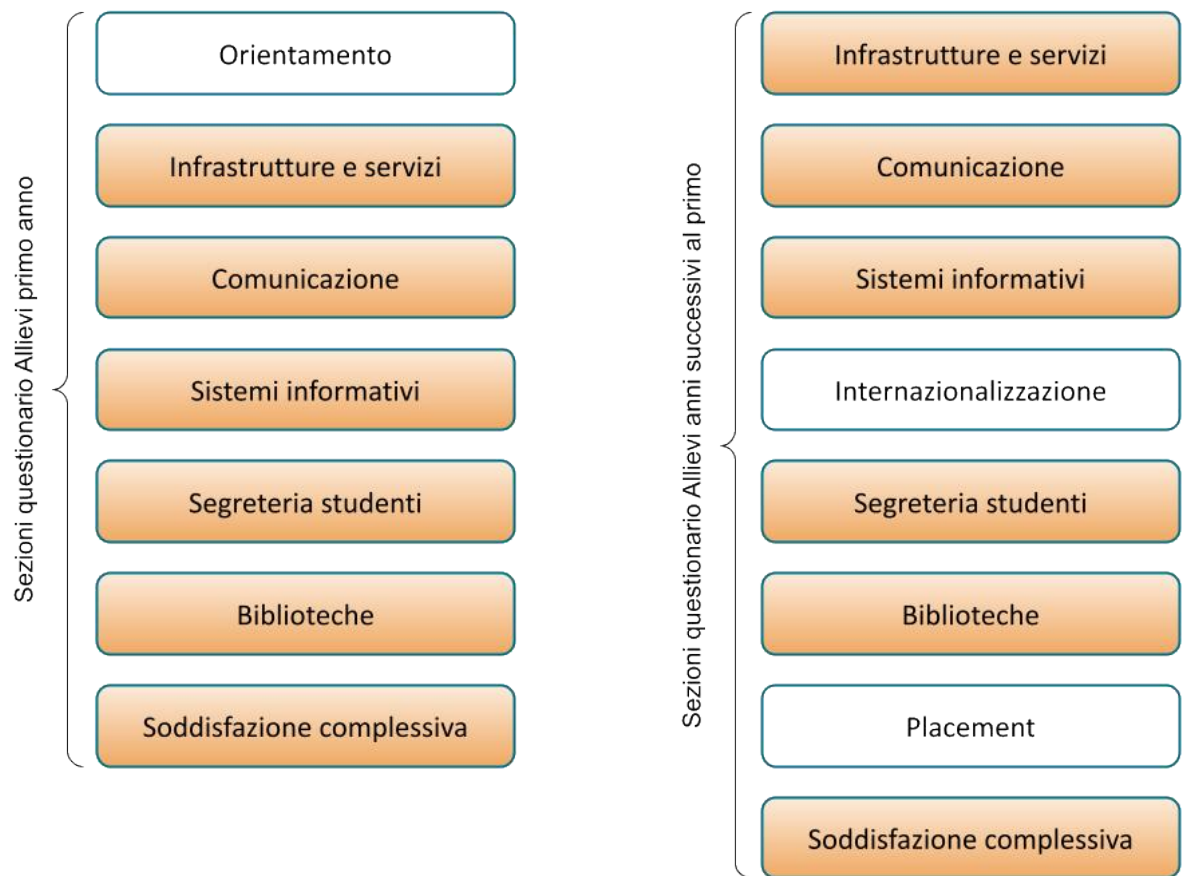 Sezioni questionario Allievi primo anno
Orientamento
Infrastrutture e servizi
Comunicazione
Sistemi informativi
Segreteria studenti
Biblioteche
Soddisfazione complessiva
Sezioni questionario Allievi anni successivi al primo
Infrastrutture e servizi
Comunicazione
Sistemi informativi
Internazionalizzazione
Segreteria studenti
Biblioteche
Placement
Soddisfazione complessiva